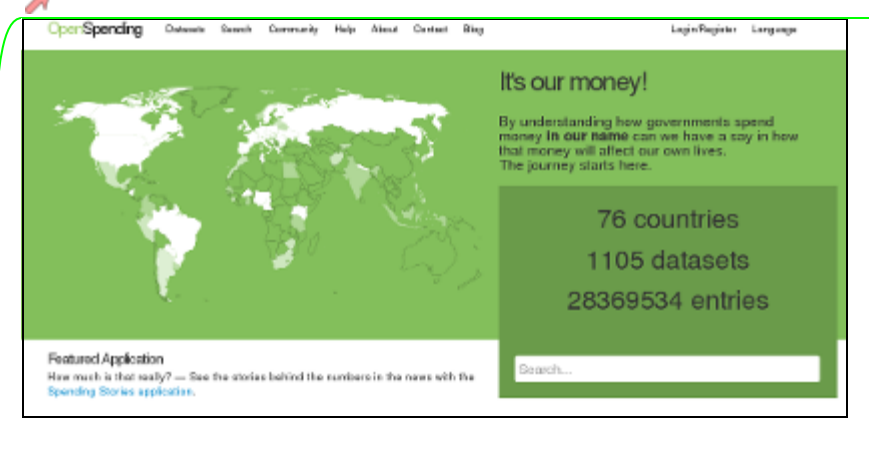 OpenSpending Datasets Search Community Help About Contact Blog Login/Register Language
It's our money!
By understanding how governments spend
money in our name can we have a say in how
that money will affect our own lives.
The journey starts here.
76 countries
1105 datasets
28369534 entries
Search...
Featured Application
How much is that really? — See the stories behind the numbers in the news with the
Spending Stories application.